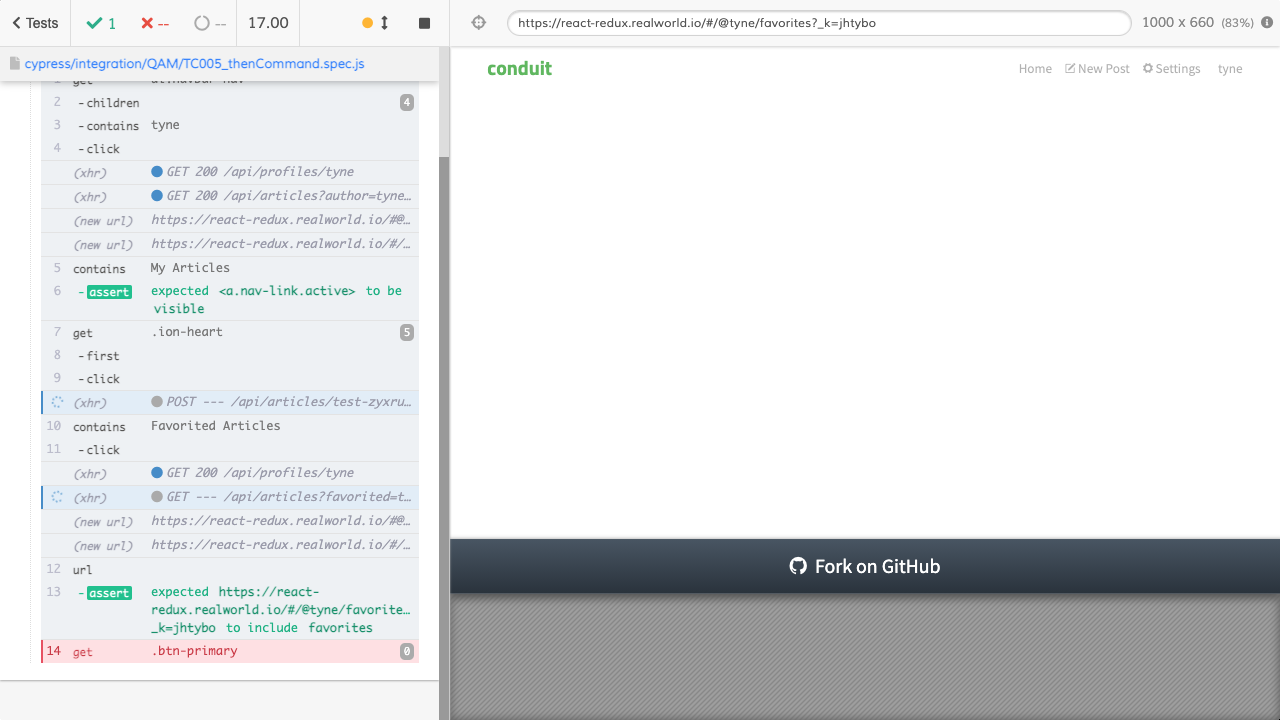 Tests
1
--
--
17.00
https://react-redux.realworld.io/#/@tyne/favorites?_k=jhtybo
1000 x 660 (83%)
cypress/integration/QAM/TC005_thenCommand.spec.js
2 -children 4
3 -contains tyne
4 -click
(xhr) GET 200 /api/profiles/tyne
(xhr) GET 200 /api/articles?author=tyne…
(new url) https://react-redux.realworld.io/#@…
(new url) https://react-redux.realworld.io/#/…
5 contains My Articles
6 -assert expected <a.nav-link.active> to be
visible
7 get .ion-heart 5
8 -first
9 -click
(xhr) POST --- /api/articles/test-zyxru…
10 contains Favorited Articles
11 -click
(xhr) GET 200 /api/profiles/tyne
(xhr) GET --- /api/articles?favorited=t…
(new url) https://react-redux.realworld.io/#@…
(new url) https://react-redux.realworld.io/#/…
12 url
13 -assert expected https://react-
redux.realworld.io/#/@tyne/favorite…
_k=jhtybo to include favorites
14 get .btn-primary 0
conduit
Home
New Post
Settings
tyne
Fork on GitHub